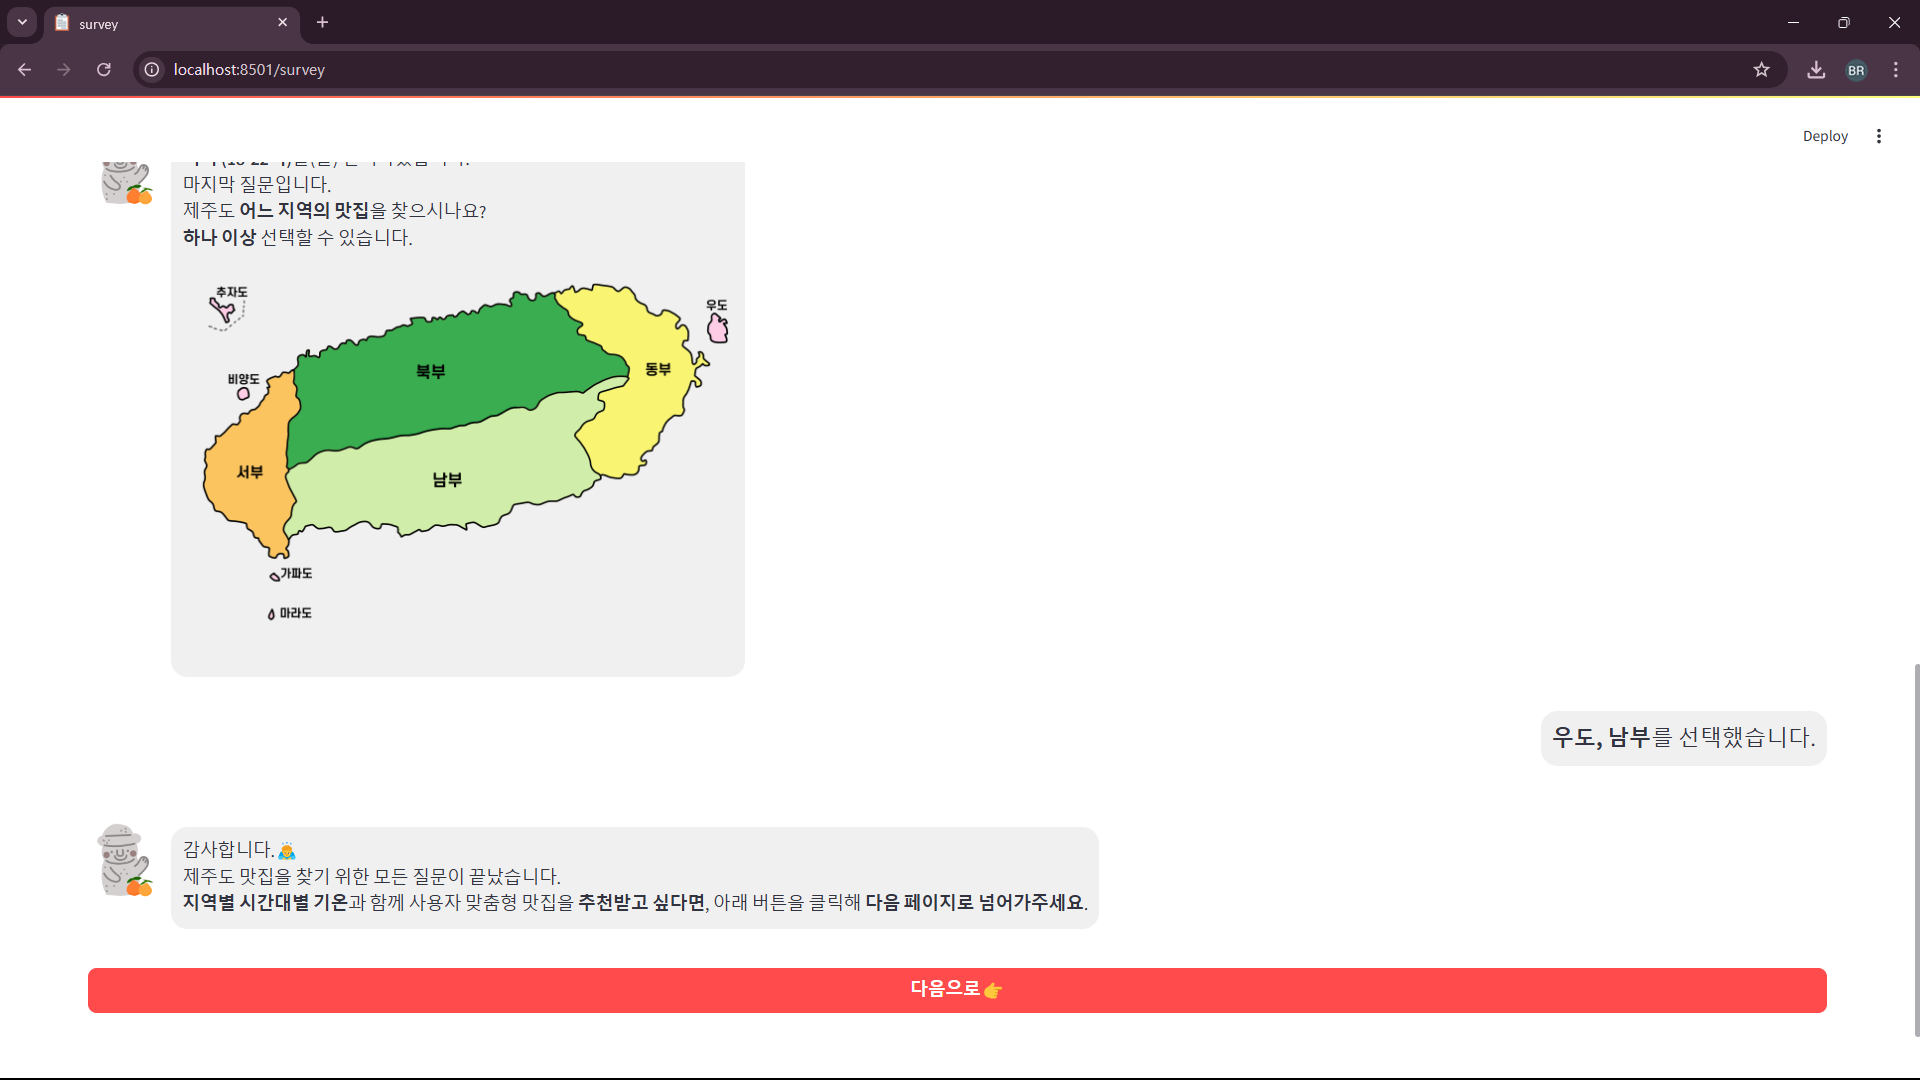 survey
localhost:8501/survey
BR
Deploy
마지막 질문입니다.
제주도 어느 지역의 맛집을 찾으시나요?
하나 이상 선택할 수 있습니다.
추자도
우도
북부
동부
비양도
서부
남부
가파도
마라도
우도, 남부를 선택했습니다.
감사합니다.🙇
제주도 맛집을 찾기 위한 모든 질문이 끝났습니다.
지역별 시간대별 기온과 함께 사용자 맞춤형 맛집을 추천받고 싶다면, 아래 버튼을 클릭해 다음 페이지로 넘어가주세요.
다음으로👉